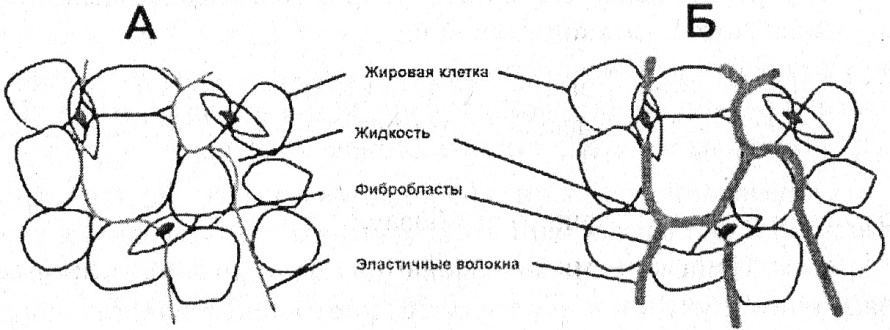 А
Б
Жировая клетка
Жидкость
Фибробласты
Эластичные волокна